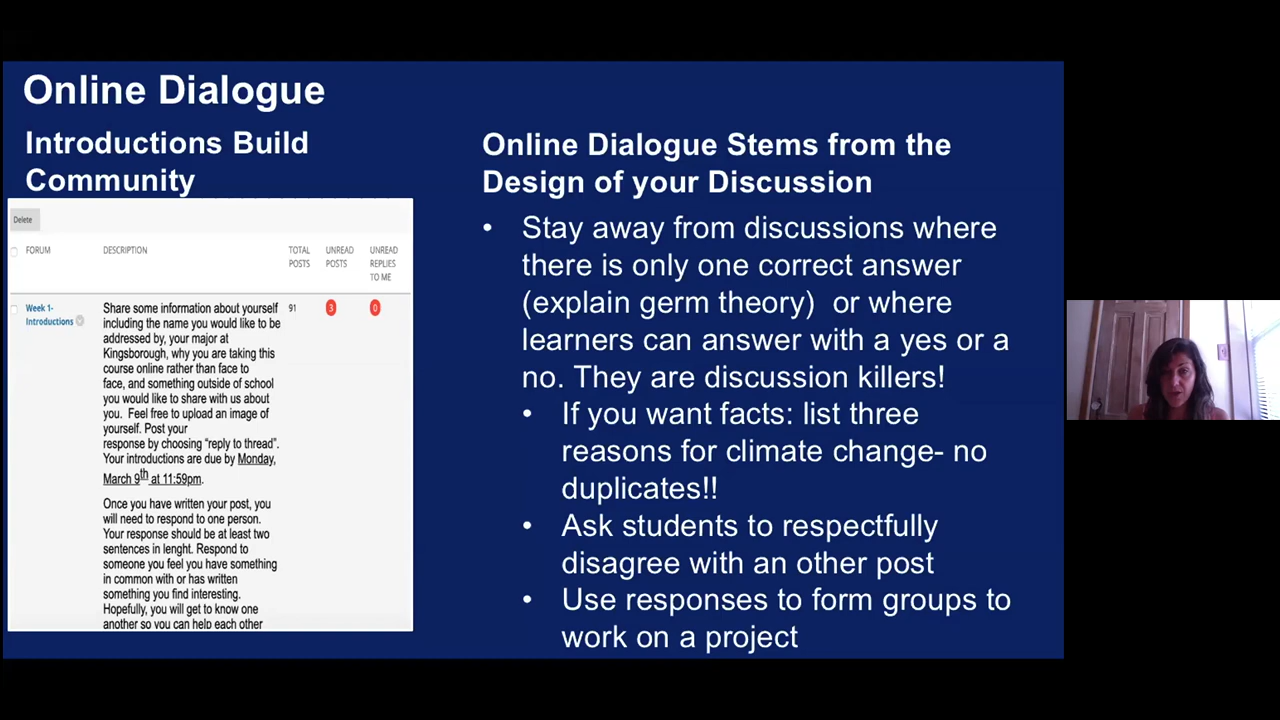 Online Dialogue
Introductions Build
Community
Delete
FORUM
DESCRIPTION
TOTAL
POSTS
UNREAD
POSTS
UNREAD
REPLIES
TO ME
Week 1-
Introductions
Share some information about yourself
including the name you would like to be
addressed by, your major at
Kingsborough, why you are taking this
course online rather than face to
face, and something outside of school
you would like to share with us about
you. Feel free to upload an image of
yourself. Post your
response by choosing “reply to thread”.
Your introductions are due by Monday,
March 9th at 11:59pm.
91
3
0
Once you have written your post, you
will need to respond to one person.
Your response should be at least two
sentences in lenght. Respond to
someone you feel you have something
in common with or has written
something you find interesting.
Hopefully, you will get to know one
another so you can help each other
Online Dialogue Stems from the
Design of your Discussion
• Stay away from discussions where
there is only one correct answer
(explain germ theory) or where
learners can answer with a yes or a
no. They are discussion killers!
• If you want facts: list three
reasons for climate change- no
duplicates!!
• Ask students to respectfully
disagree with an other post
• Use responses to form groups to
work on a project